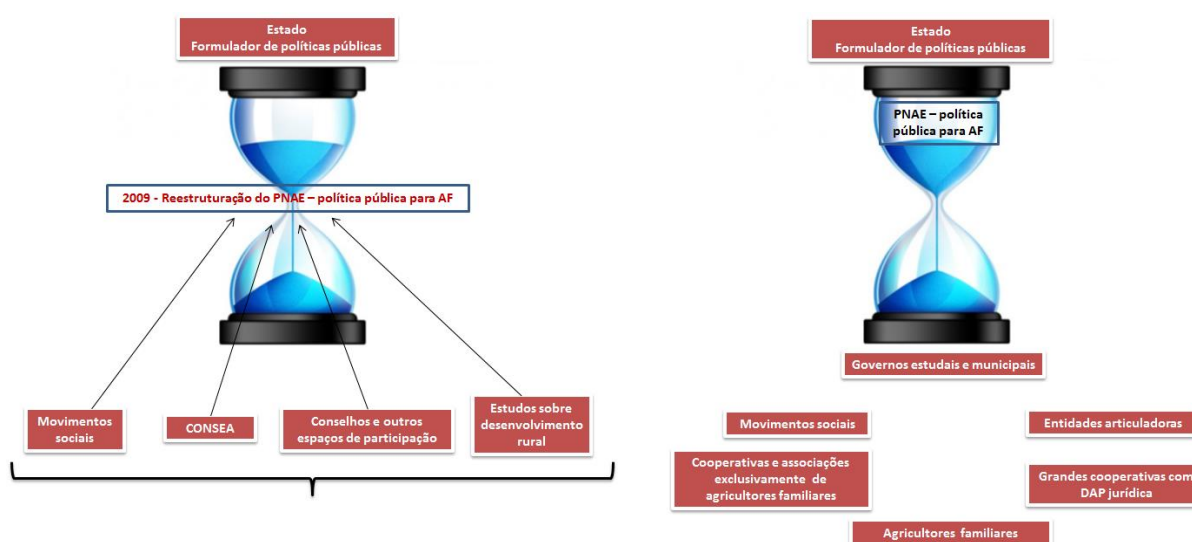 Estado
Formulador de políticas públicas
2009 - Reestruturação do PNAE – política pública para AF
Movimentos
sociais
CONSEA
Conselhos e outros
espaços de participação
Estudos sobre
desenvolvimento
rural
Estado
Formulador de políticas públicas
PNAE – política
pública para AF
Governos estudais e municipais
Movimentos sociais
Entidades articuladoras
Cooperativas e associações
exclusivamente de
agricultores familiares
Grandes cooperativas com
DAP jurídica
Agricultores familiares